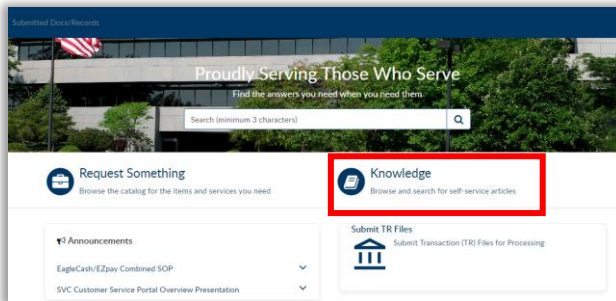 Submitted Docs/Records
Proudly Serving Those Who Serve
Find the answers you need when you need them
Search (minimum 3 characters)
Request Something
Browse the catalog for the items and services you need
Knowledge
Browse and search for self-service articles
Announcements
EagleCash/EZpay Combined SOP
SVC Customer Service Portal Overview Presentation
Submit TR Files
Submit Transaction (TR) Files for Processing